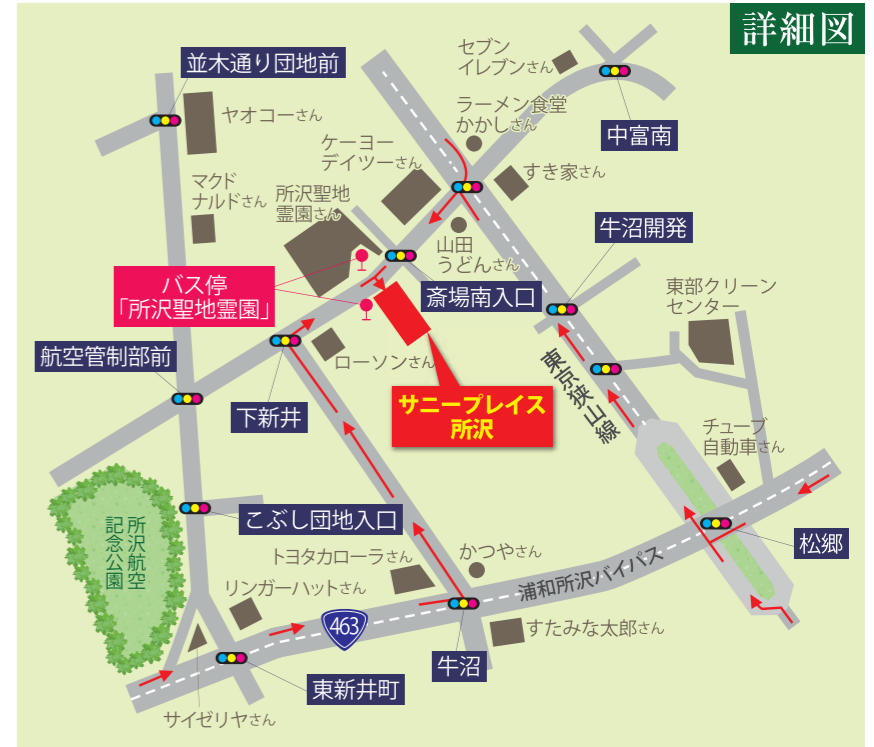 詳細図
セブン
イレブンさん
並木通り団地前
ラーメン食堂
かかしさん
ヤオコーさん
中富南
ケーヨー
デイツーさん
すき家さん
マクド
ナルドさん
所沢聖地
霊園さん
山田
うどんさん
牛沼開発
バス停
「所沢聖地霊園」
斎場南入口
東部クリーン
センター
航空管制部前
ローソンさん
東京狭山線
サニープレイス
所沢
下新井
チューブ
自動車さん
所沢航空
記念公園
こぶし団地入口
トヨタカローラさん
かつやさん
松郷
リンガーハットさん
浦和所沢バイパス
463
すたみな太郎さん
牛沼
東新井町
サイゼリヤさん